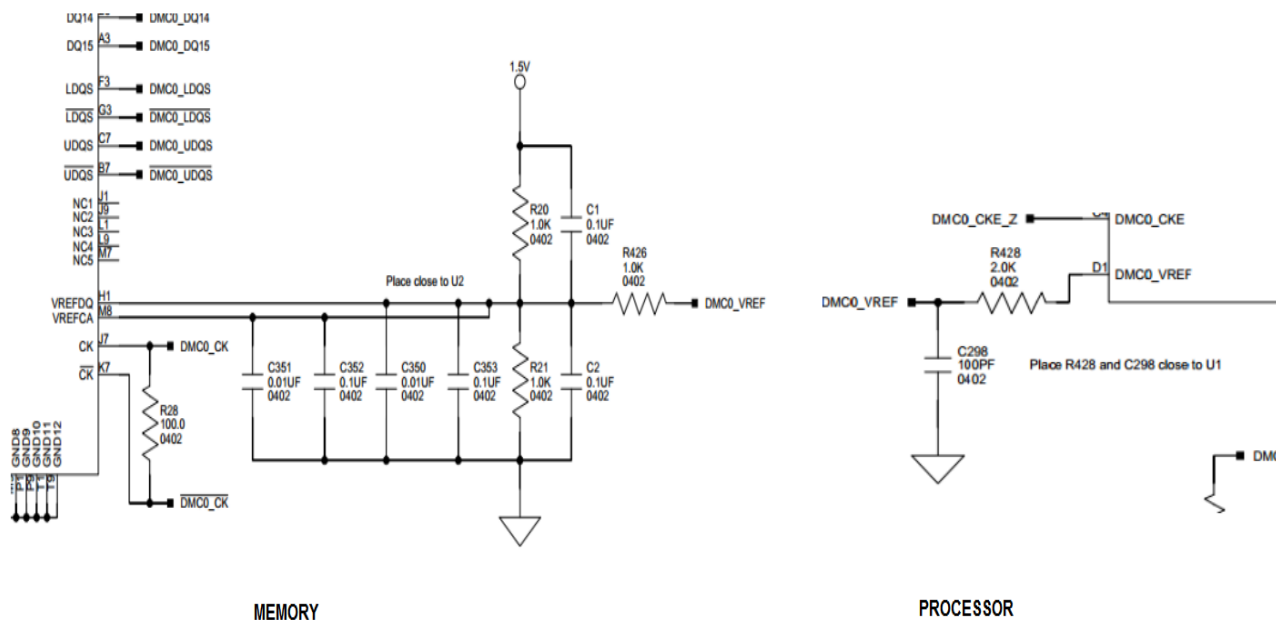 DQ14
DMC0_DQ14
DQ15 A3 DMC0_DQ15
LDQS F3 DMC0_LDQS
LDQS G3 DMC0_LDQS
UDQS C7 DMC0_UDQS
UDQS B7 DMC0_UDQS
NC1 J1
NC2 J9
NC3 L1
NC4 L9
NC5 M7
VREFDQ H1
VREFCA M8
CK J7 DMC0_CK
CK K7
R28
100.0
0402
DMC0_CK
GND8
GND9
GND10
GND11
GND12
P1
P9
T1
T9
1.5V
R20
1.0K
0402
C1
0.1UF
0402
Place close to U2
R426
1.0K
0402
DMC0_VREF
C351
0.01UF
0402
C352
0.1UF
0402
C350
0.01UF
0402
C353
0.1UF
0402
R21
1.0K
0402
C2
0.1UF
0402
MEMORY
DMC0_CKE_Z
DMC0_CKE
R428
2.0K
0402
D1
DMC0_VREF
DMC0_VREF
C298
100PF
0402
Place R428 and C298 close to U1
PROCESSOR